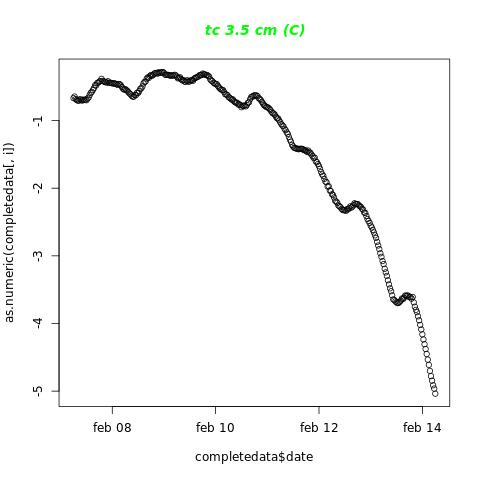 tc 3.5 cm (C)
as.numeric(completedata[, i])
-1
-2
-3
-4
-5
feb 08
feb 10
feb 12
feb 14
completedata$date